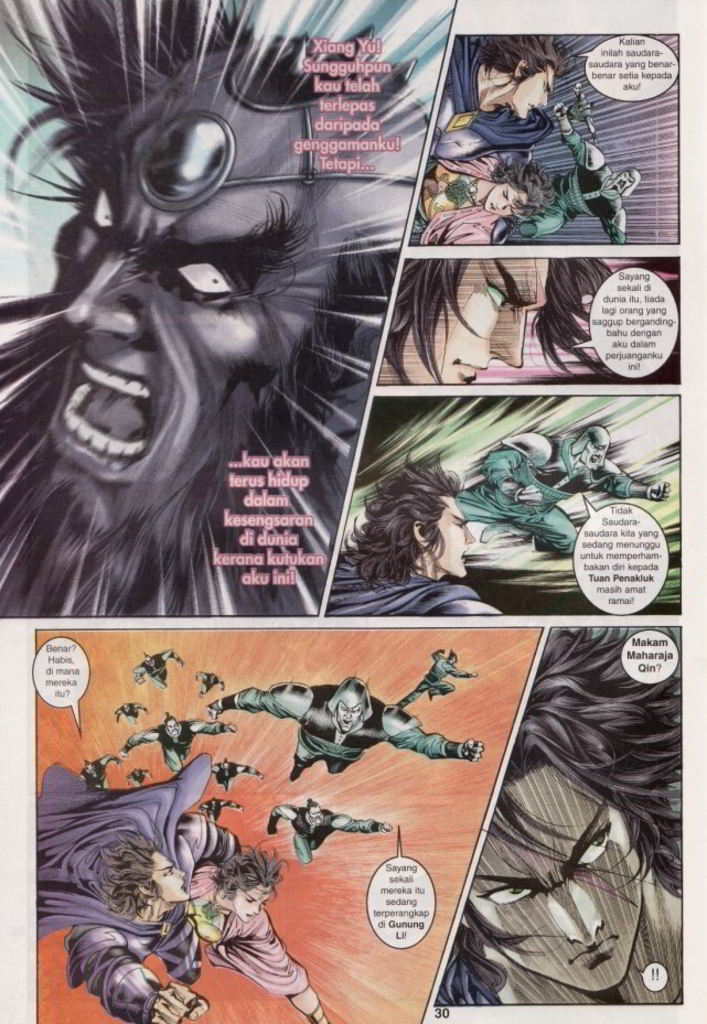 Xiang Yu!
Sungguhpun
kau telah
terlepas
daripada
genggamanku!
Tetapi...
...kau akan
terus hidup
dalam
kesengsaran
di dunia
kerana kutukan
aku ini!
Kalian
inilah saudara-
saudara yang benar-
benar setia kepada
aku!
Sayang
sekali di
dunia itu, tiada
lagi orang yang
saggup berganding-
bahu dengan
aku dalam
perjuanganku
ini!
Tidak
Saudara-
saudara kita yang
sedang menunggu
untuk memperham-
bakan diri kepada
Tuan Penakluk
masih amat
ramai!
Benar?
Habis,
di mana
mereka
itu?
Sayang
sekali
mereka itu
sedang
terperangkap
di Gunung
Li!
Makam
Maharaja
Qin?
!!
30